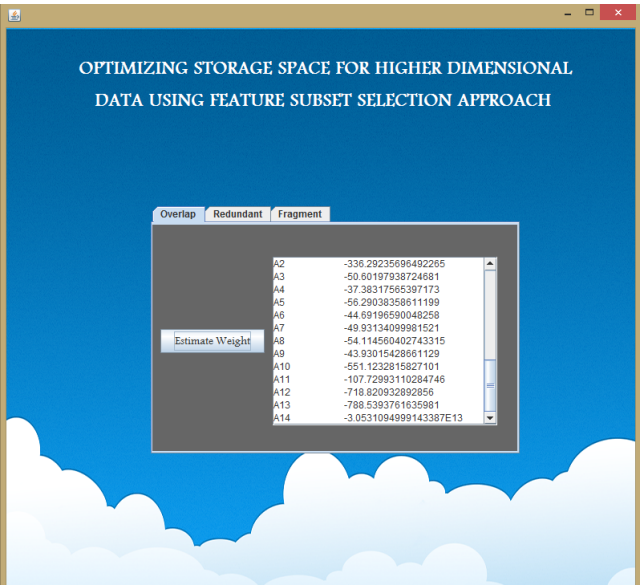 OPTIMIZING STORAGE SPACE FOR HIGHER DIMENSIONAL
DATA USING FEATURE SUBSET SELECTION APPROACH
Overlap Redundant Fragment
A2 -336.29235696492265
A3 -50.60197938724681
A4 -37.38317565397173
A5 -56.29038358611199
A6 -44.69196590048258
A7 -49.93134099981521
A8 -54.114560402743315
A9 -43.93015428661129
A10 -551.1232815827101
A11 -107.72993110284746
A12 -718.820932892856
A13 -788.5393761635981
A14 -3.0531094999143387E13
Estimate Weight